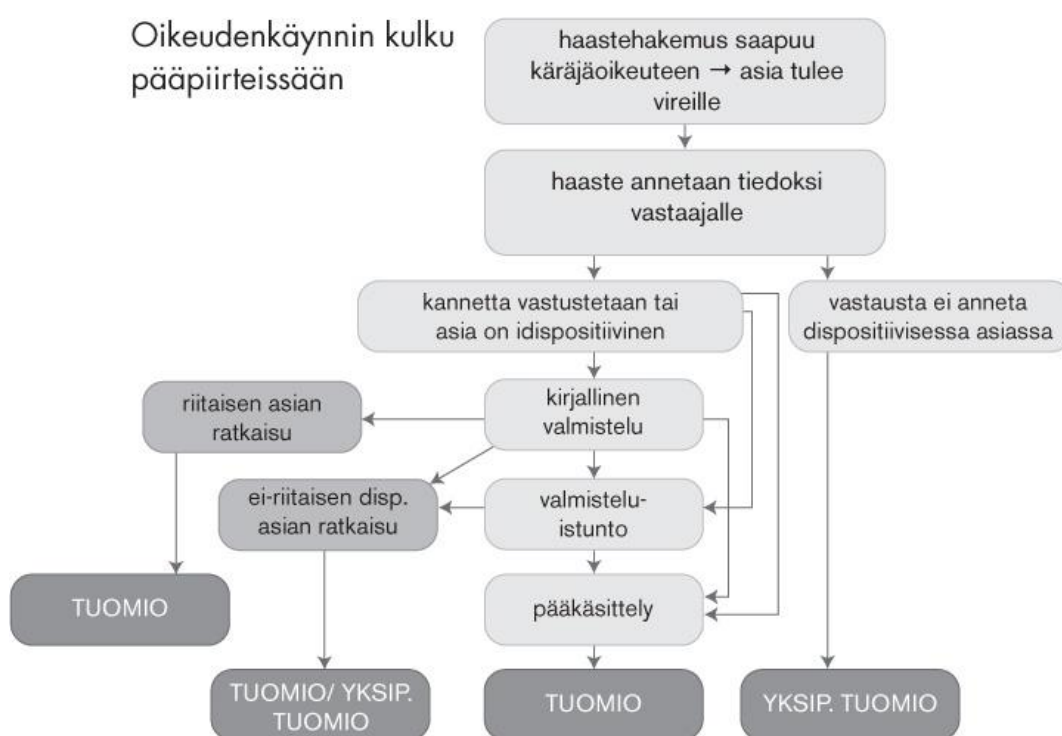 Oikeudenkäynnin kulku
pääpiirteissään
haastehakemus saapuu
käräjäoikeuteen → asia tulee
vireille
haaste annetaan tiedoksi
vastaajalle
kannetta vastustetaan tai
asia on idispositiivinen
vastausta ei anneta
dispositiivisessa asiassa
riitaisen asian
ratkaisu
kirjallinen
valmistelu
ei-riitaisen disp.
asian ratkaisu
valmistelu-
istunto
TUOMIO
pääkäsittely
TUOMIO/ YKSIP.
TUOMIO
TUOMIO
YKSIP. TUOMIO